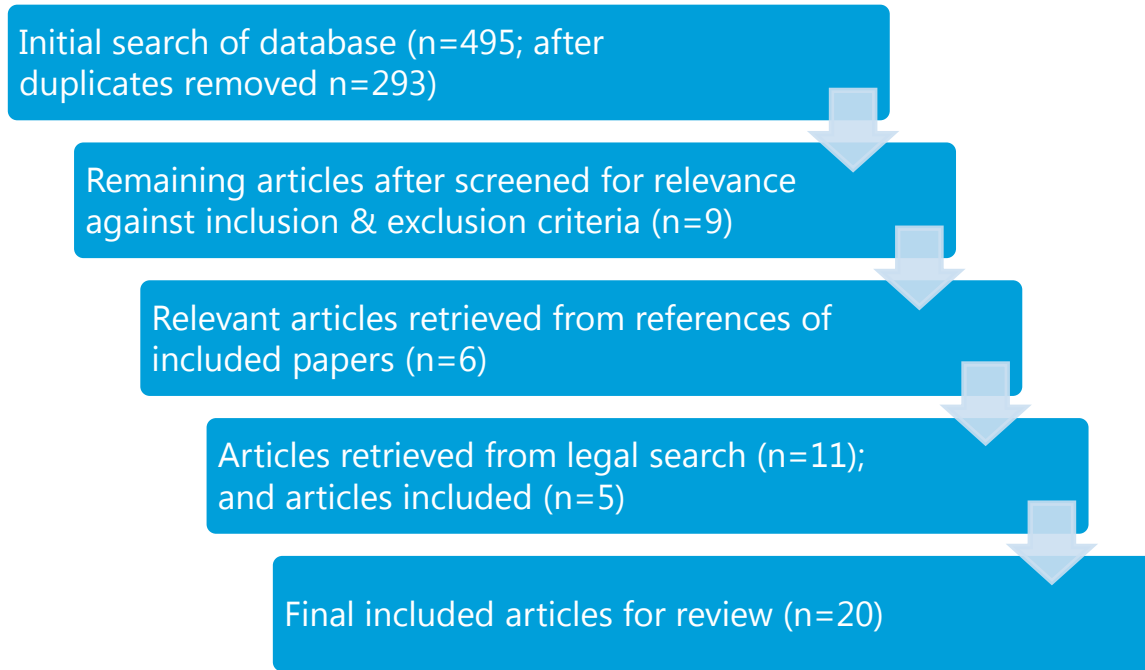 Initial search of database (n=495; after
duplicates removed n=293)
Remaining articles after screened for relevance
against inclusion & exclusion criteria (n=9)
Relevant articles retrieved from references of
included papers (n=6)
Articles retrieved from legal search (n=11);
and articles included (n=5)
Final included articles for review (n=20)